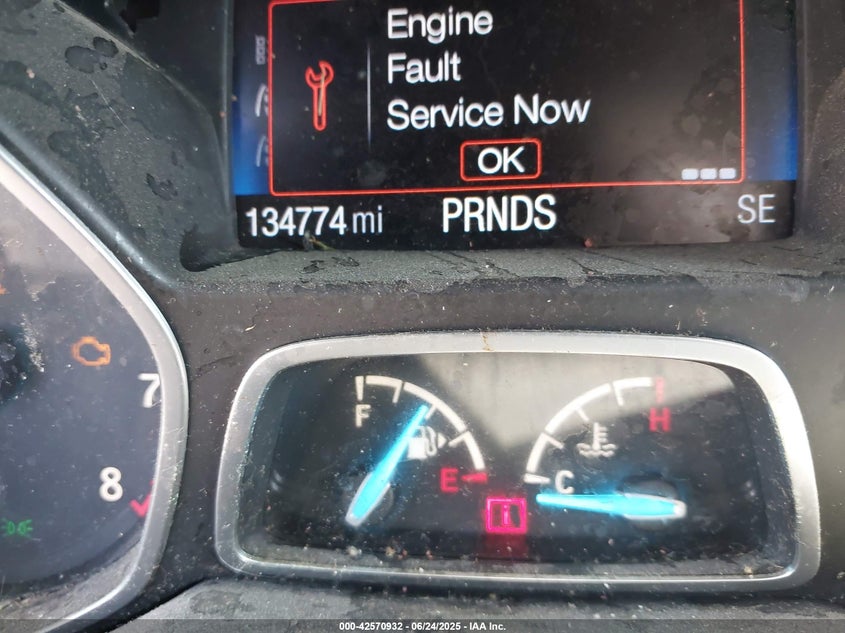 Engine
Fault
Service Now
OK
134774 mi PRNDS SE
7
8
F
E
i
C
H
000-42570932 - 06/24/2025 - IAA Inc.